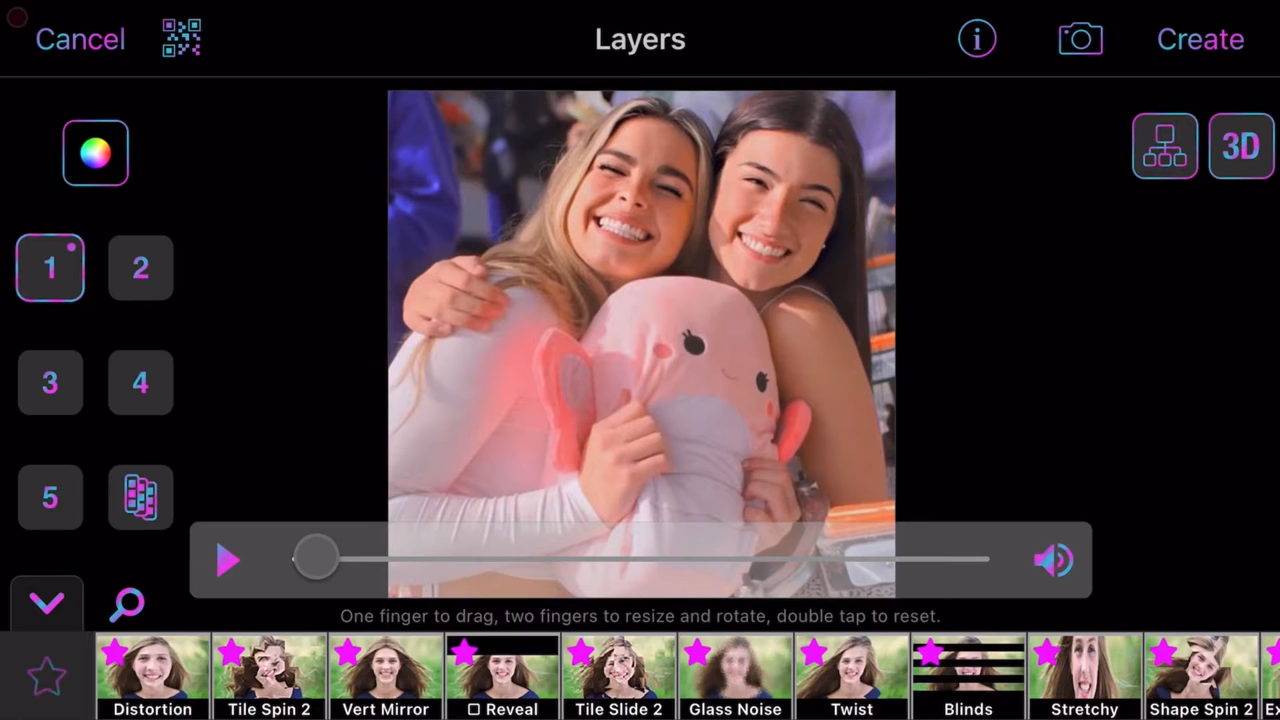 Cancel
Layers
Create
3D
1
2
3
4
5
One finger to drag, two fingers to resize and rotate, double tap to reset.
Distortion
Tile Spin 2
Vert Mirror
Reveal
Tile Slide 2
Glass Noise
Twist
Blinds
Stretchy
Shape Spin 2